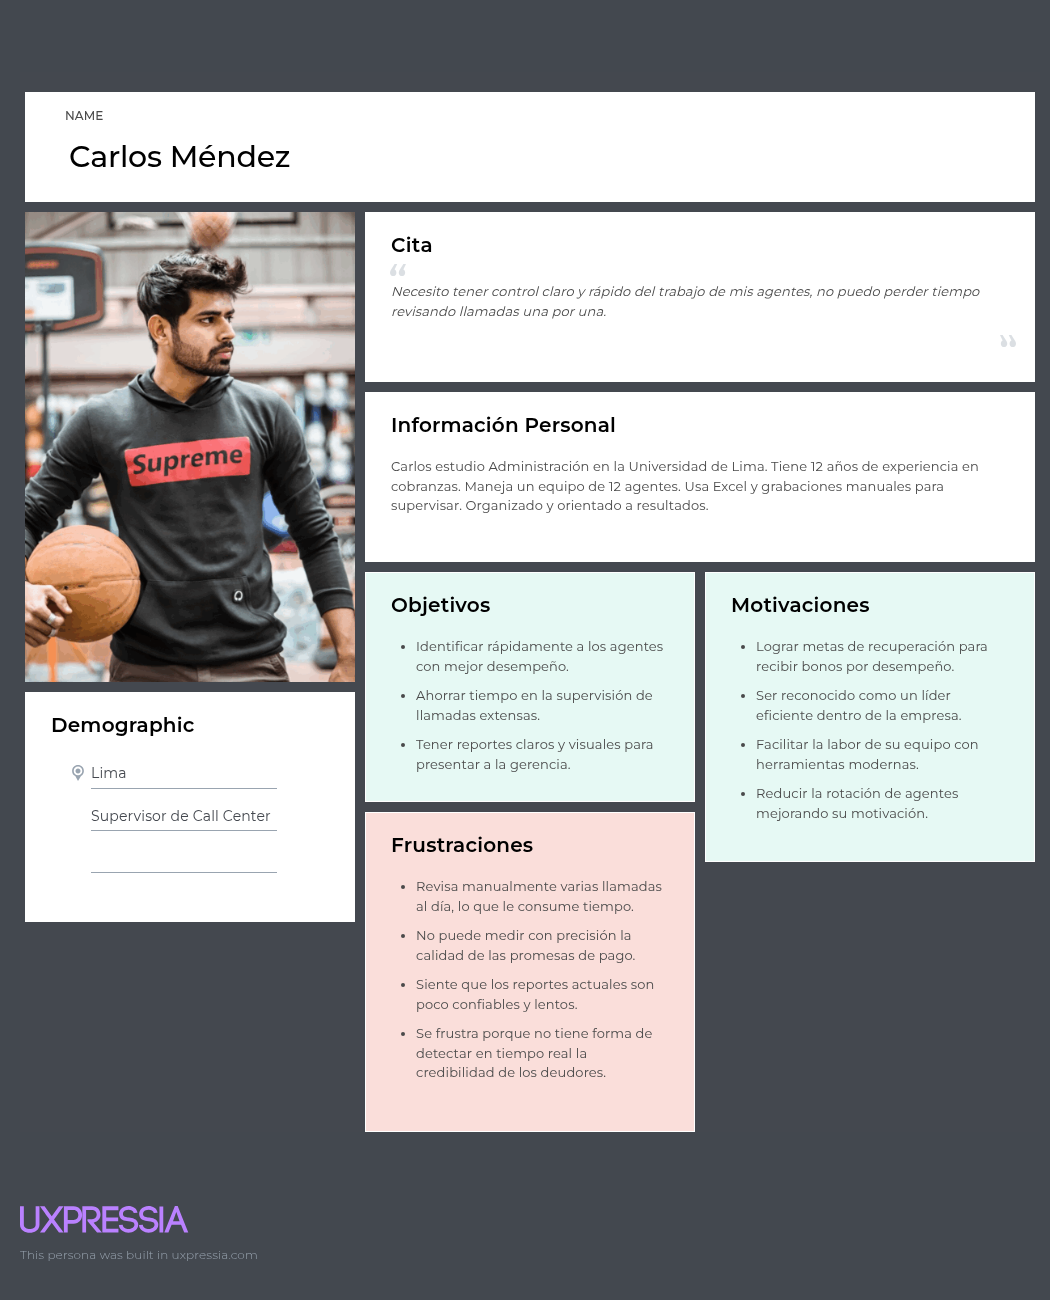 NAME
Carlos Méndez
Supreme
Demographic
Lima
Supervisor de Call Center
Cita
“
Necesito tener control claro y rápido del trabajo de mis agentes, no puedo perder tiempo
revisando llamadas una por una.
”
Información Personal
Carlos estudio Administración en la Universidad de Lima. Tiene 12 años de experiencia en
cobranzas. Maneja un equipo de 12 agentes. Usa Excel y grabaciones manuales para
supervisar. Organizado y orientado a resultados.
Objetivos
• Identificar rápidamente a los agentes
con mejor desempeño.
• Ahorrar tiempo en la supervisión de
llamadas extensas.
• Tener reportes claros y visuales para
presentar a la gerencia.
Frustraciones
• Revisa manualmente varias llamadas
al día, lo que le consume tiempo.
• No puede medir con precisión la
calidad de las promesas de pago.
• Siente que los reportes actuales son
poco confiables y lentos.
• Se frustra porque no tiene forma de
detectar en tiempo real la
credibilidad de los deudores.
Motivaciones
• Lograr metas de recuperación para
recibir bonos por desempeño.
• Ser reconocido como un líder
eficiente dentro de la empresa.
• Facilitar la labor de su equipo con
herramientas modernas.
• Reducir la rotación de agentes
mejorando su motivación.
UXPRESSIA
This persona was built in uxpressia.com